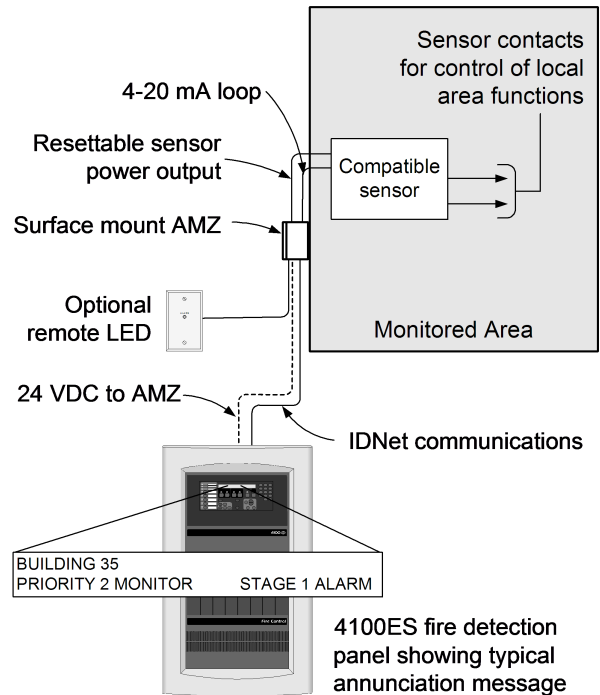 Sensor contacts
for control of local
area functions
4-20 mA loop
Resettable sensor
power output
Compatible
sensor
Surface mount AMZ
Optional
remote LED
Monitored Area
24 VDC to AMZ
IDNet communications
BUILDING 35
PRIORITY 2 MONITOR STAGE 1 ALARM
Fire Control
4100ES fire detection
panel showing typical
annunciation message